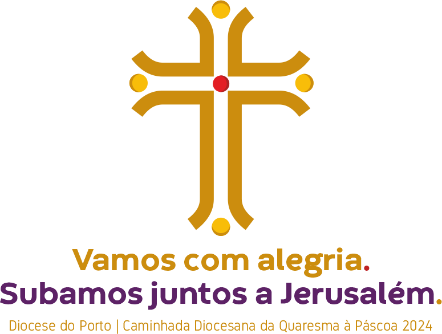 Vamos com alegria.
Subamos juntos a Jerusalém.
Diocese do Porto | Caminhada Diocesana da Quaresma à Páscoa 2024